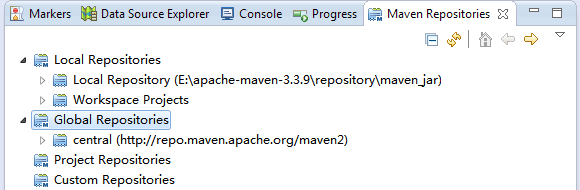 Markers Data Source Explorer Console Progress Maven Repositories
Local Repositories
Local Repository (E:\apache-maven-3.3.9\repository\maven_jar)
Workspace Projects
Global Repositories
central (http://repo.maven.apache.org/maven2)
Project Repositories
Custom Repositories